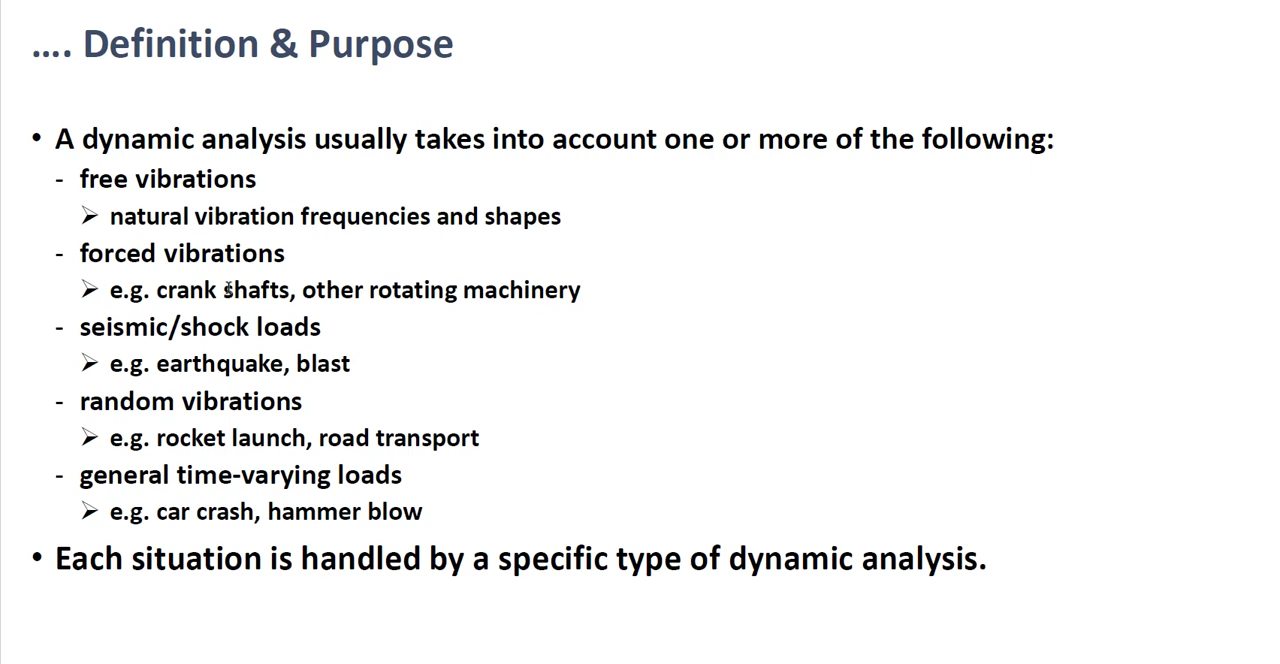 .... Definition & Purpose
• A dynamic analysis usually takes into account one or more of the following:
- free vibrations
➢ natural vibration frequencies and shapes
- forced vibrations
➢ e.g. crank shafts, other rotating machinery
- seismic/shock loads
➢ e.g. earthquake, blast
- random vibrations
➢ e.g. rocket launch, road transport
- general time-varying loads
➢ e.g. car crash, hammer blow
• Each situation is handled by a specific type of dynamic analysis.